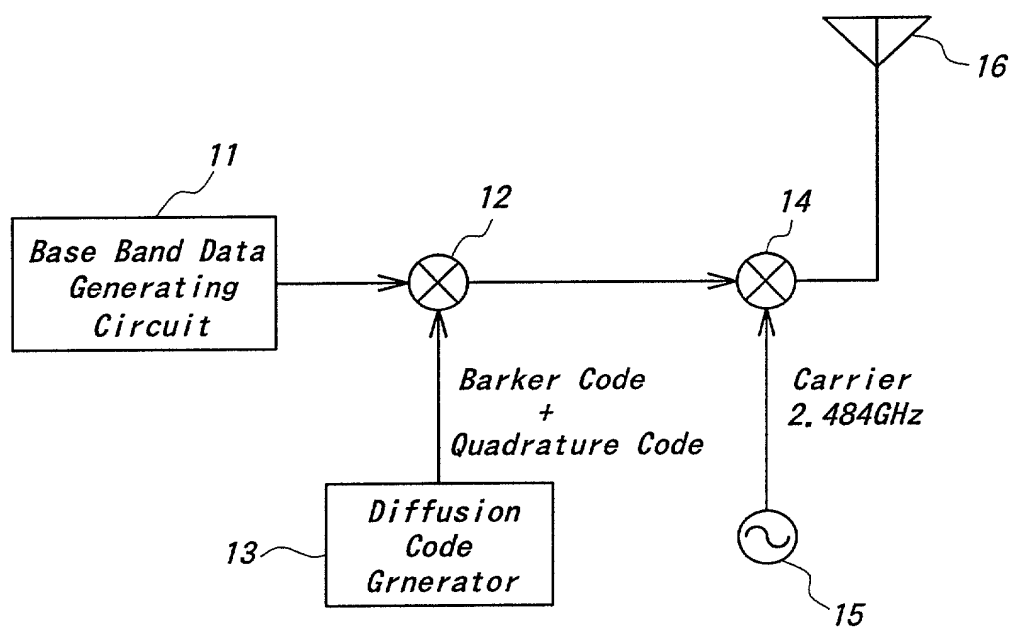 16
11
12
14
Base Band Data
Generating
Circuit
Barker Code
+
Quadrature Code
Carrier
2.484GHz
Diffusion
Code
Grnerator
13
15